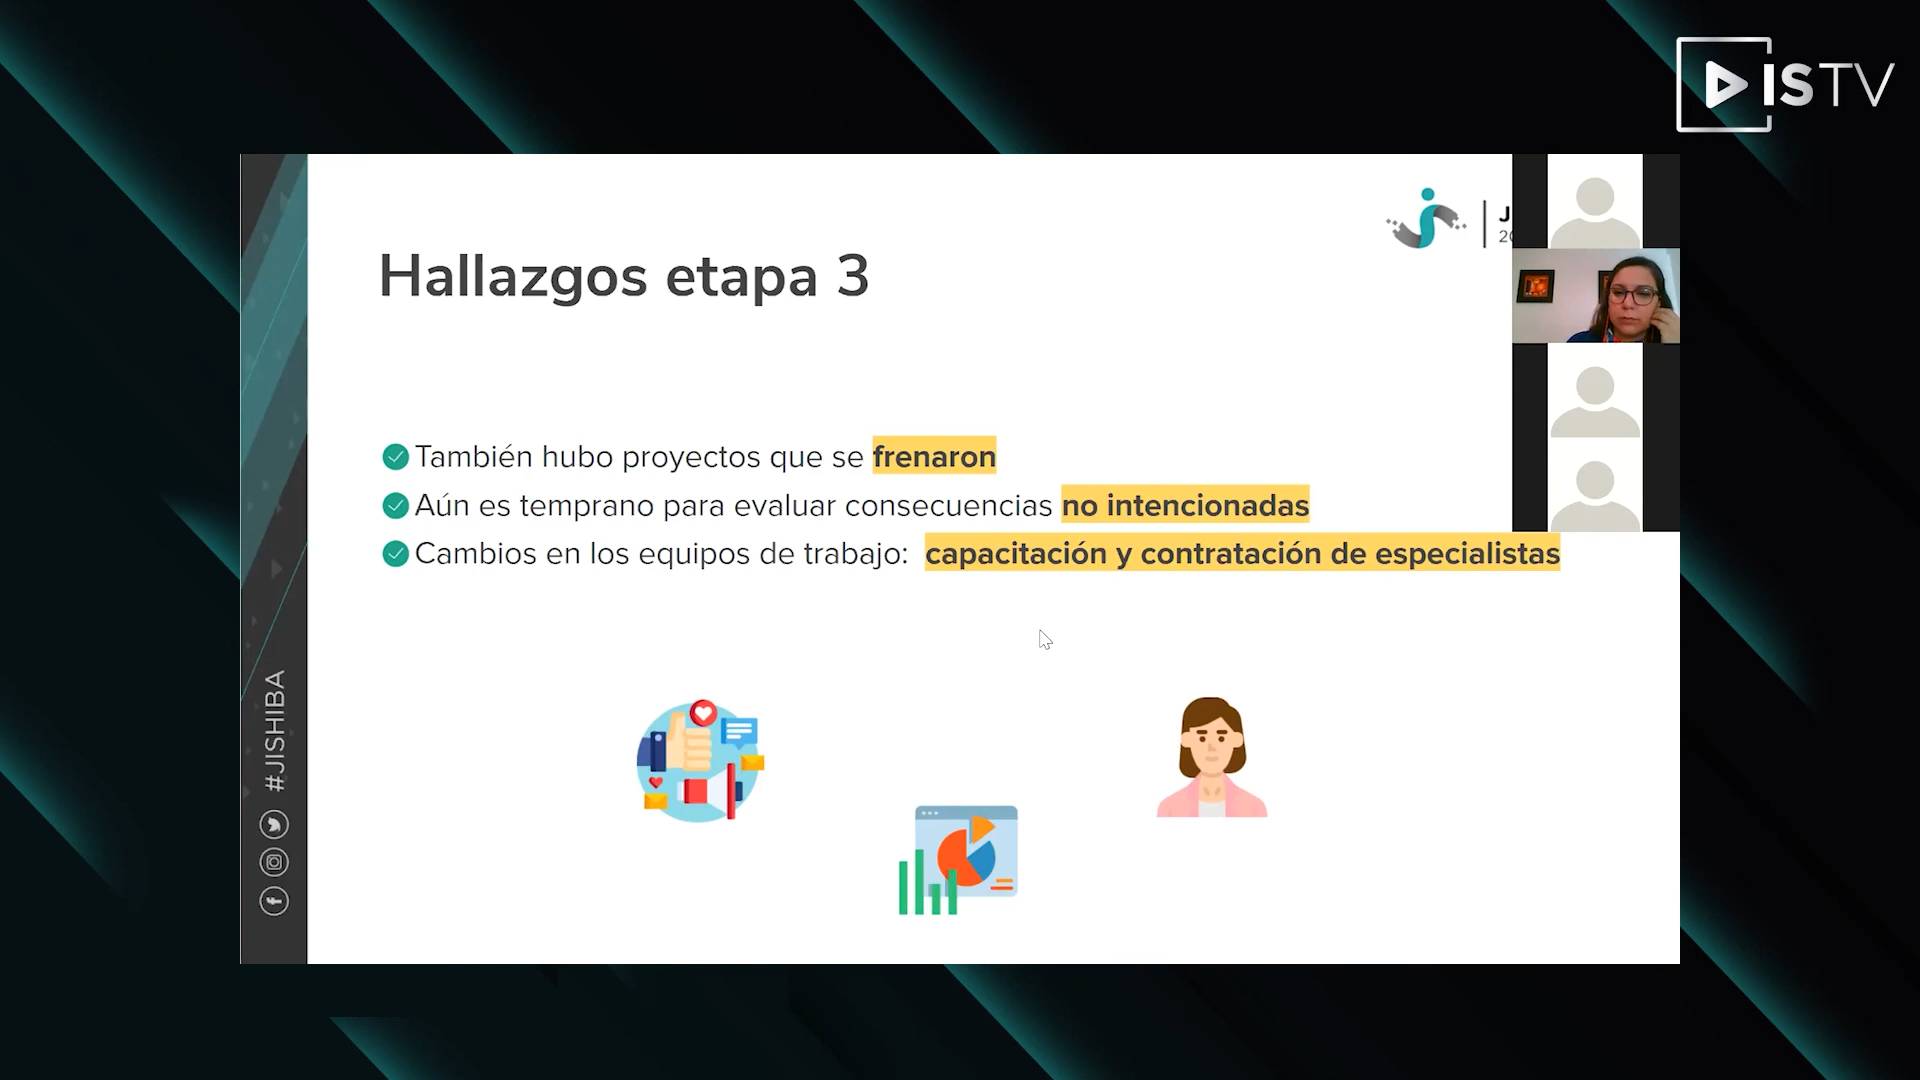 ISTV
Hallazgos etapa 3
También hubo proyectos que se frenaron
Aún es temprano para evaluar consecuencias no intencionadas
Cambios en los equipos de trabajo: capacitación y contratación de especialistas
#JISHIBA